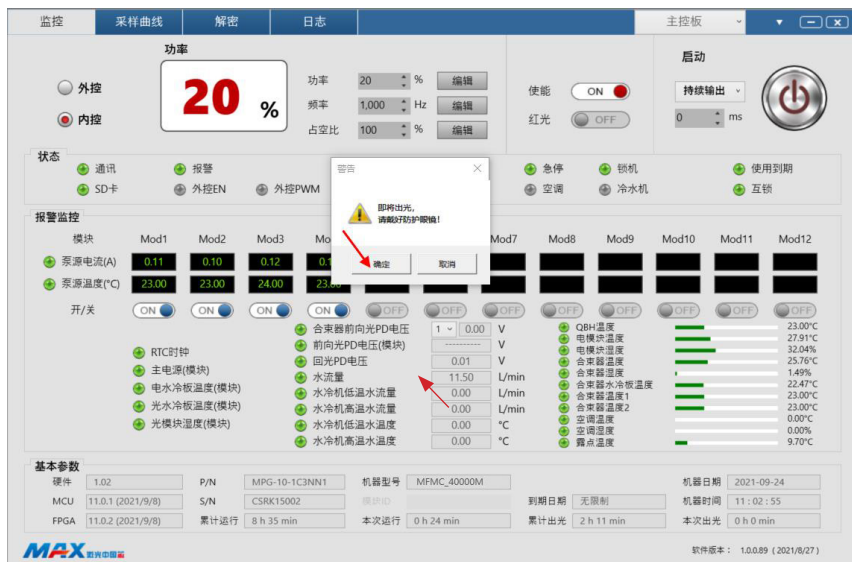 监控 采样曲线 解密 日志 主控板
功率 启动
外控 内控
20 %
功率 20 % 编辑
频率 1,000 Hz 编辑
占空比 100 % 编辑
使能 ON
红光 OFF
持续输出
0 ms
状态
通讯 报警 急停 锁机 使用到期
SD卡 外控EN 外控PWM 空调 冷水机 互锁
警告
即将出光,
请戴好防护眼镜!
确定 取消
报警监控
模块 Mod1 Mod2 Mod3 Mo Mod7 Mod8 Mod9 Mod10 Mod11 Mod12
泵源电流(A) 0.11 0.10 0.12 0.1
泵源温度(°C) 23.00 23.00 24.00 23.00
开/关 ON ON ON ON OFF OFF OFF OFF OFF OFF OFF OFF
RTC时钟
主电源(模块)
电水冷板温度(模块)
光水冷板温度(模块)
光模块湿度(模块)
合束器前向光PD电压 1 0.00 V
前向光PD电压(模块) ---------- V
回光PD电压 0.01 V
水流量 11.50 L/min
水冷机低温水流量 0.00 L/min
水冷机高温水流量 0.00 L/min
水冷机低温水温度 0.00 °C
水冷机高温水温度 0.00 °C
QBH温度 23.00°C
电模块温度 27.91°C
电模块湿度 32.04%
合束器温度 25.76°C
合束器湿度 1.49%
合束器水冷板温度 22.47°C
合束器温度1 23.00°C
合束器温度2 23.00°C
空调温度 0.00°C
空调湿度 0.00%
露点温度 9.70°C
基本参数
硬件 1.02 P/N MPG-10-1C3NN1 机器型号 MFMC_40000M 机器日期 2021-09-24
MCU 11.0.1 (2021/9/8) S/N CSRK15002 模块ID 到期日期 无限制 机器时间 11 : 02 : 55
FPGA 11.0.2 (2021/9/8) 累计运行 8 h 35 min 本次运行 0 h 24 min 累计出光 2 h 11 min 本次出光 0 h 0 min
MAX 激光中国芯
软件版本： 1.0.0.89 ( 2021/8/27 )